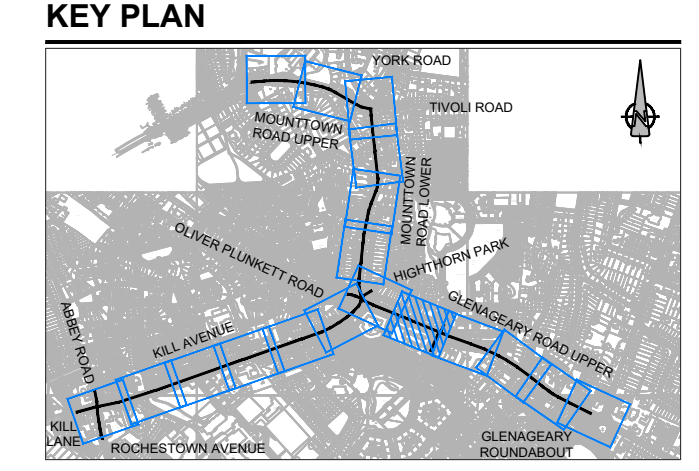 KEY PLAN
YORK ROAD
TIVOLI ROAD
N
MOUNTTOWN
ROAD UPPER
MOUNTTOWN
ROAD LOWER
OLIVER PLUNKETT ROAD
HIGHTHORN PARK
GLENAGEARY ROAD UPPER
ABBEY ROAD
KILL AVENUE
KILL
LANE
ROCHESTOWN AVENUE
GLENAGEARY
ROUNDABOUT